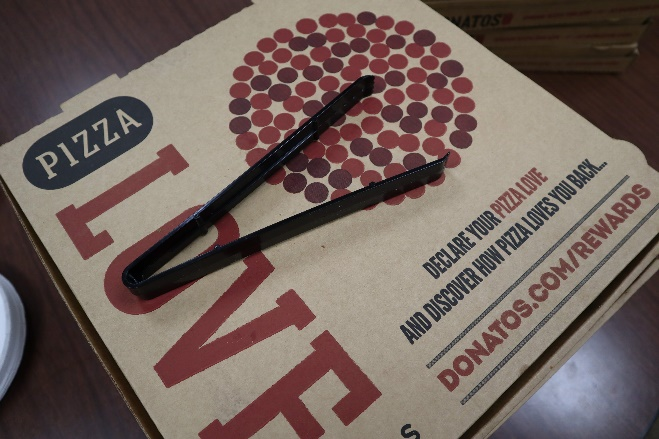 DONATOS
PIZZA
LOVE
DECLARE YOUR PIZZA LOVE
AND DISCOVER HOW PIZZA LOVES YOU BACK...
DONATOS.COM/REWARDS
S